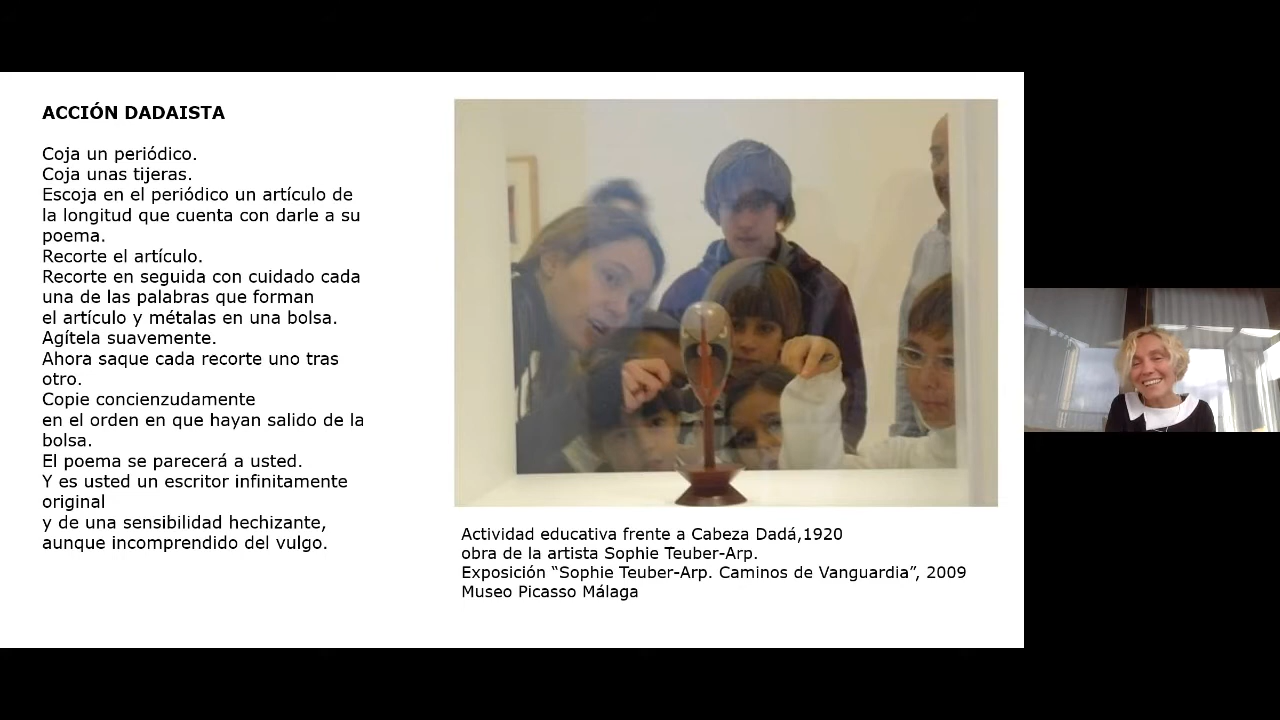 ACCIÓN DADAISTA
Coja un periódico.
Coja unas tijeras.
Escoja en el periódico un artículo de
la longitud que cuenta con darle a su
poema.
Recorte el artículo.
Recorte en seguida con cuidado cada
una de las palabras que forman
el artículo y métalas en una bolsa.
Agítela suavemente.
Ahora saque cada recorte uno tras
otro.
Copie concienzudamente
en el orden en que hayan salido de la
bolsa.
El poema se parecerá a usted.
Y es usted un escritor infinitamente
original
y de una sensibilidad hechizante,
aunque incomprendido del vulgo.
Actividad educativa frente a Cabeza Dadá,1920
obra de la artista Sophie Teuber-Arp.
Exposición “Sophie Teuber-Arp. Caminos de Vanguardia”, 2009
Museo Picasso Málaga